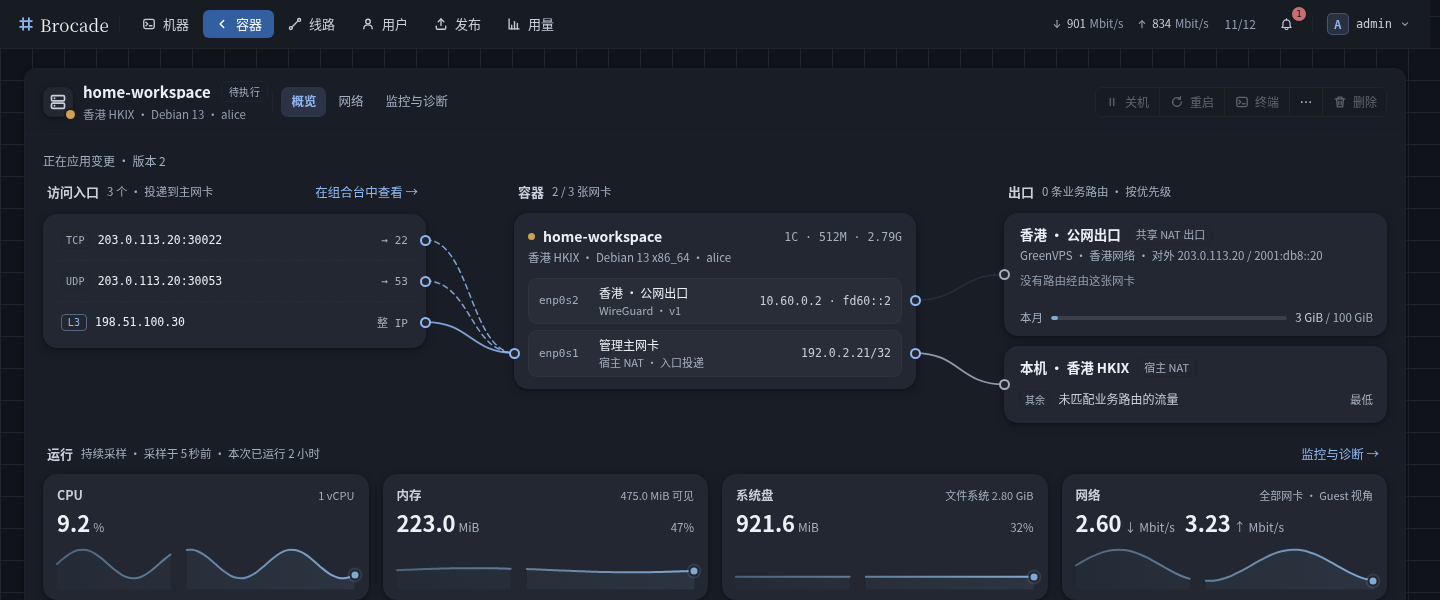 Brocade 机器 容器 线路 用户 发布 用量 ↓ 901 Mbit/s ↑ 834 Mbit/s 11/12 1 A admin
home-workspace 待执行 概览 网络 监控与诊断 关机 重启 终端 ··· 删除
香港 HKIX • Debian 13 • alice
正在应用变更 • 版本 2
访问入口 3 个 • 投递到主网卡 在组合台中查看 →
TCP 203.0.113.20:30022 → 22
UDP 203.0.113.20:30053 → 53
L3 198.51.100.30 整 IP
容器 2 / 3 张网卡
home-workspace 1C · 512M · 2.79G
香港 HKIX • Debian 13 x86_64 • alice
enp0s2 香港 • 公网出口 10.60.0.2 · fd60::2
WireGuard • v1
enp0s1 管理主网卡 192.0.2.21/32
宿主 NAT • 入口投递
出口 0 条业务路由 • 按优先级
香港 • 公网出口 共享 NAT 出口
GreenVPS • 香港网络 • 对外 203.0.113.20 / 2001:db8::20
没有路由经由这张网卡
本月 3 GiB / 100 GiB
本机 • 香港 HKIX 宿主 NAT
其余 未匹配业务路由的流量 最低
运行 持续采样 • 采样于 5 秒前 • 本次已运行 2 小时 监控与诊断 →
CPU 1 vCPU
9.2 %
内存 475.0 MiB 可见
223.0 MiB 47%
系统盘 文件系统 2.80 GiB
921.6 MiB 32%
网络 全部网卡 • Guest 视角
2.60 ↓ Mbit/s 3.23 ↑ Mbit/s